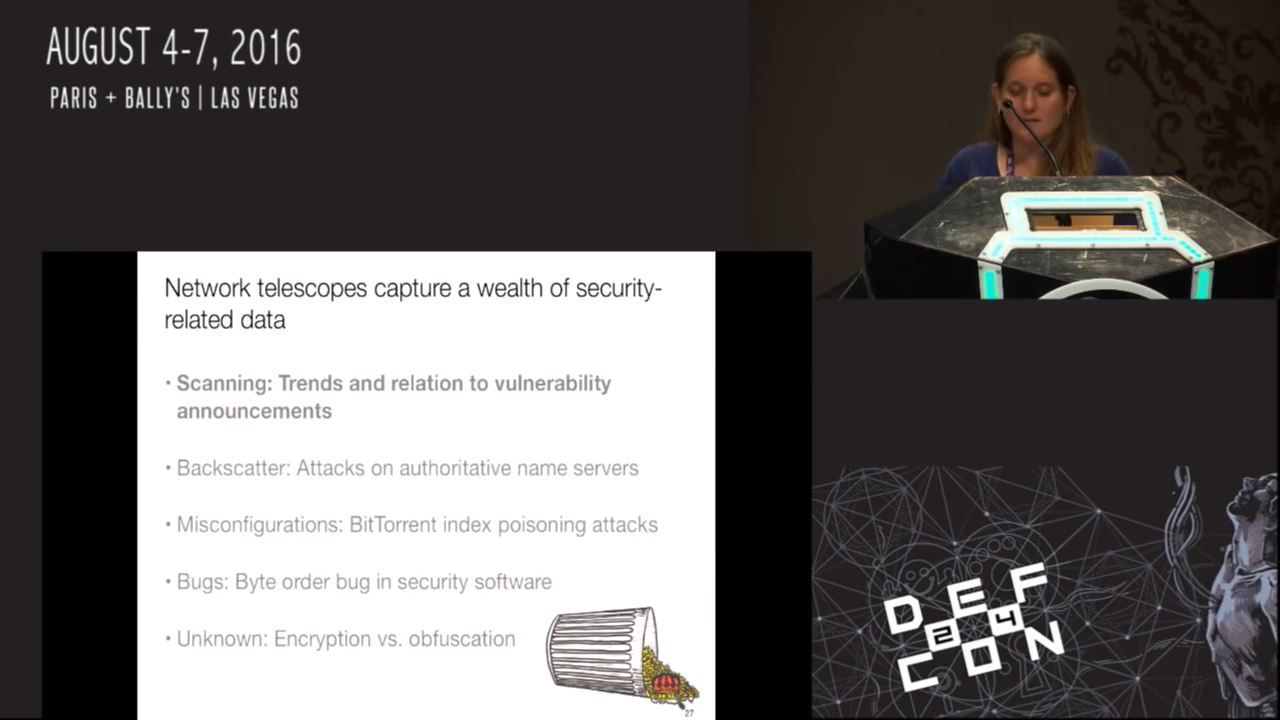 AUGUST 4-7, 2016
PARIS + BALLY'S | LAS VEGAS
Network telescopes capture a wealth of security-
related data
• Scanning: Trends and relation to vulnerability
announcements
• Backscatter: Attacks on authoritative name servers
• Misconfigurations: BitTorrent index poisoning attacks
• Bugs: Byte order bug in security software
• Unknown: Encryption vs. obfuscation
27
DEF
24
CON